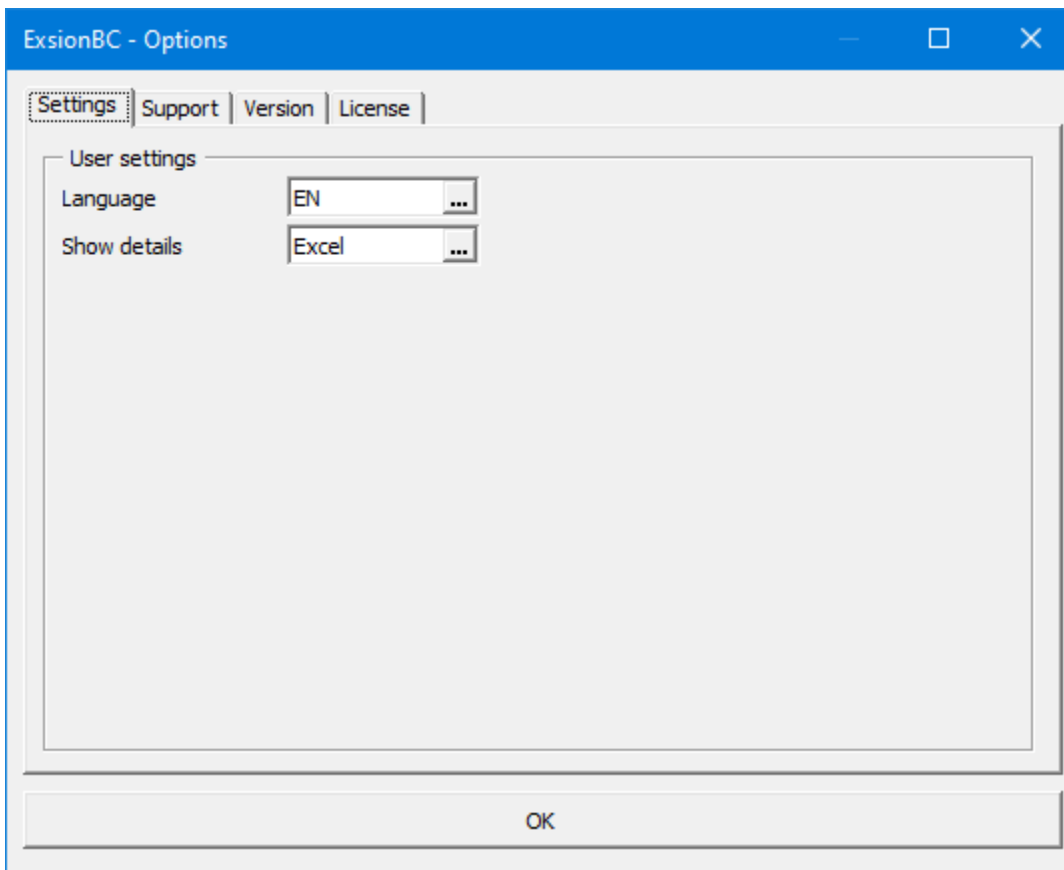 ExsionBC - Options
Settings Support Version License
User settings
Language EN ...
Show details Excel ...
OK